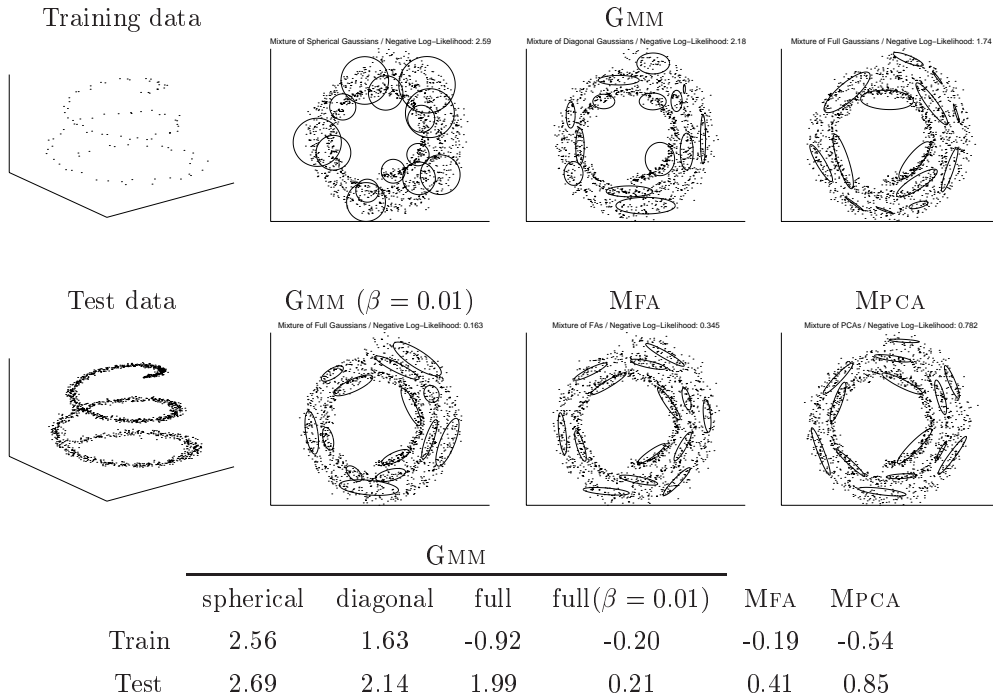 Training data
GMM
Mixture of Spherical Gaussians / Negative Log−Likelihood: 2.59
Mixture of Diagonal Gaussians / Negative Log−Likelihood: 2.18
Mixture of Full Gaussians / Negative Log−Likelihood: 1.74
Test data
GMM (β = 0.01)
MFA
MPCA
Mixture of Full Gaussians / Negative Log−Likelihood: 0.163
Mixture of FAs / Negative Log−Likelihood: 0.345
Mixture of PCAs / Negative Log−Likelihood: 0.782
GMM
spherical diagonal full full(β = 0.01) MFA MPCA
Train 2.56 1.63 -0.92 -0.20 -0.19 -0.54
Test 2.69 2.14 1.99 0.21 0.41 0.85